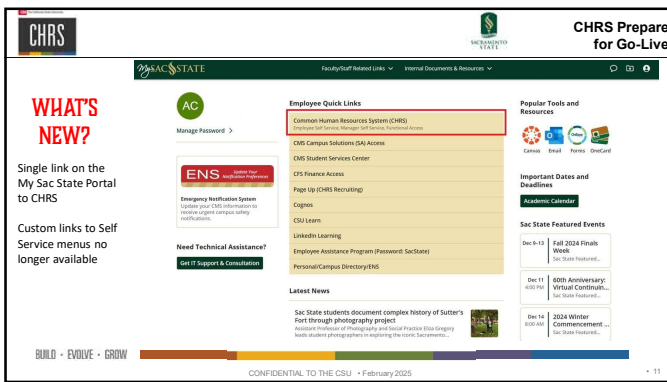 CHRS
SACRAMENTO
STATE
CHRS Prepare
for Go-Live
WHAT'S
NEW?
Single link on the
My Sac State Portal
to CHRS
Custom links to Self
Service menus no
longer available
MySACSTATE
Faculty/Staff Related Links
Internal Documents & Resources
AC
Manage Password >
ENS
Update Your
Notification Preferences
Emergency Notification System
Update your CMS information to
receive urgent campus safety
notifications.
Need Technical Assistance?
Get IT Support & Consultation
Employee Quick Links
Common Human Resources System (CHRS)
Employee Self Service, Manager Self Service, Functional Access
CMS Campus Solutions (SA) Access
CMS Student Services Center
CFS Finance Access
Page Up (CHRS Recruiting)
Cognos
CSU Learn
LinkedIn Learning
Employee Assistance Program (Password: SacState)
Personal/Campus Directory/ENS
Latest News
Sac State students document complex history of Sutter's
Fort through photography project
Assistant Professor of Photography and Social Practice Eliza Gregory
leads student photographers in exploring the iconic Sacramento...
Popular Tools and
Resources
Canvas
Email
Forms
OneCard
Important Dates and
Deadlines
Academic Calendar
Sac State Featured Events
Dec 9-13
Fall 2024 Finals
Week
Sac State Featured...
Dec 11
4:00 PM
60th Anniversary:
Virtual Continuin...
Sac State Featured...
Dec 14
8:00 AM
2024 Winter
Commencement ...
Sac State Featured...
BUILD • EVOLVE • GROW
CONFIDENTIAL TO THE CSU • February 2025
• 11